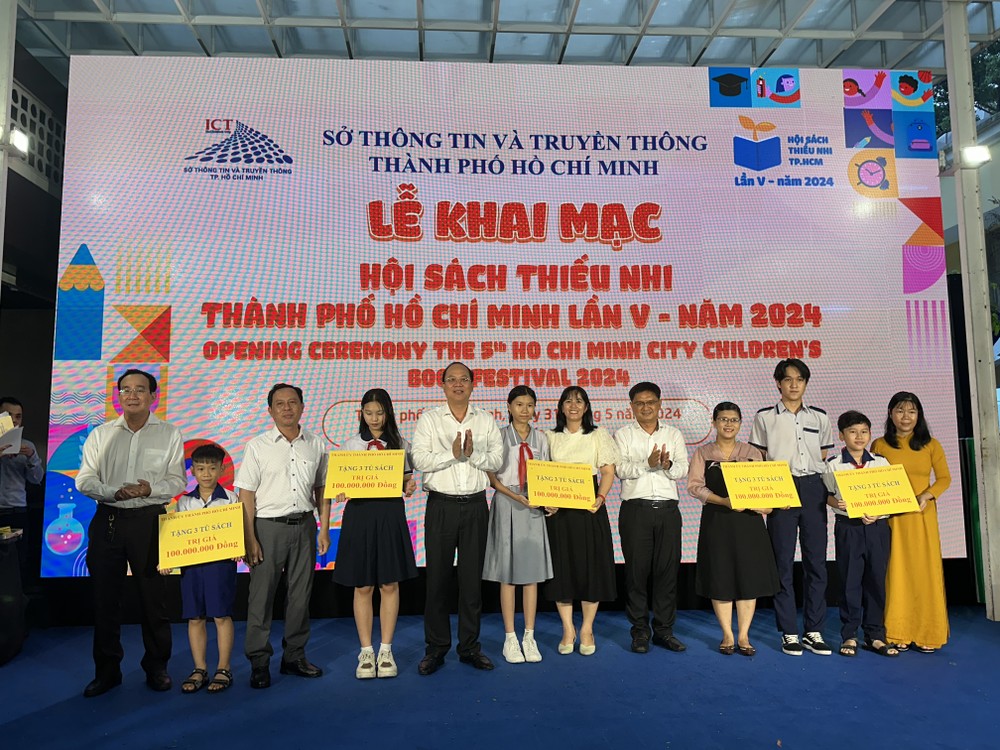 ICT
SỞ THÔNG TIN VÀ TRUYỀN THÔNG
TP. HỒ CHÍ MINH
SỞ THÔNG TIN VÀ TRUYỀN THÔNG
THÀNH PHỐ HỒ CHÍ MINH
HỘI SÁCH
THIẾU NHI
TP.HCM
Lần V - năm 2024
LỄ KHAI MẠC
HỘI SÁCH THIẾU NHI
THÀNH PHỐ HỒ CHÍ MINH LẦN V - NĂM 2024
OPENING CEREMONY THE 5th HO CHI MINH CITY CHILDREN'S
FESTIVAL 2024
5 năm 2024
TẶNG 3 TỦ SÁCH
TRỊ GIÁ
100.000.000 Đồng
TẶNG 3 TỦ SÁCH
TRỊ GIÁ
100.000.000 Đồng
TẶNG 3 TỦ SÁCH
TRỊ GIÁ
100.000.000 Đồng
TẶNG 3 TỦ SÁCH
TRỊ GIÁ
100.000.000 Đồng
TẶNG 3 TỦ SÁCH
TRỊ GIÁ
100.000.000 Đồng